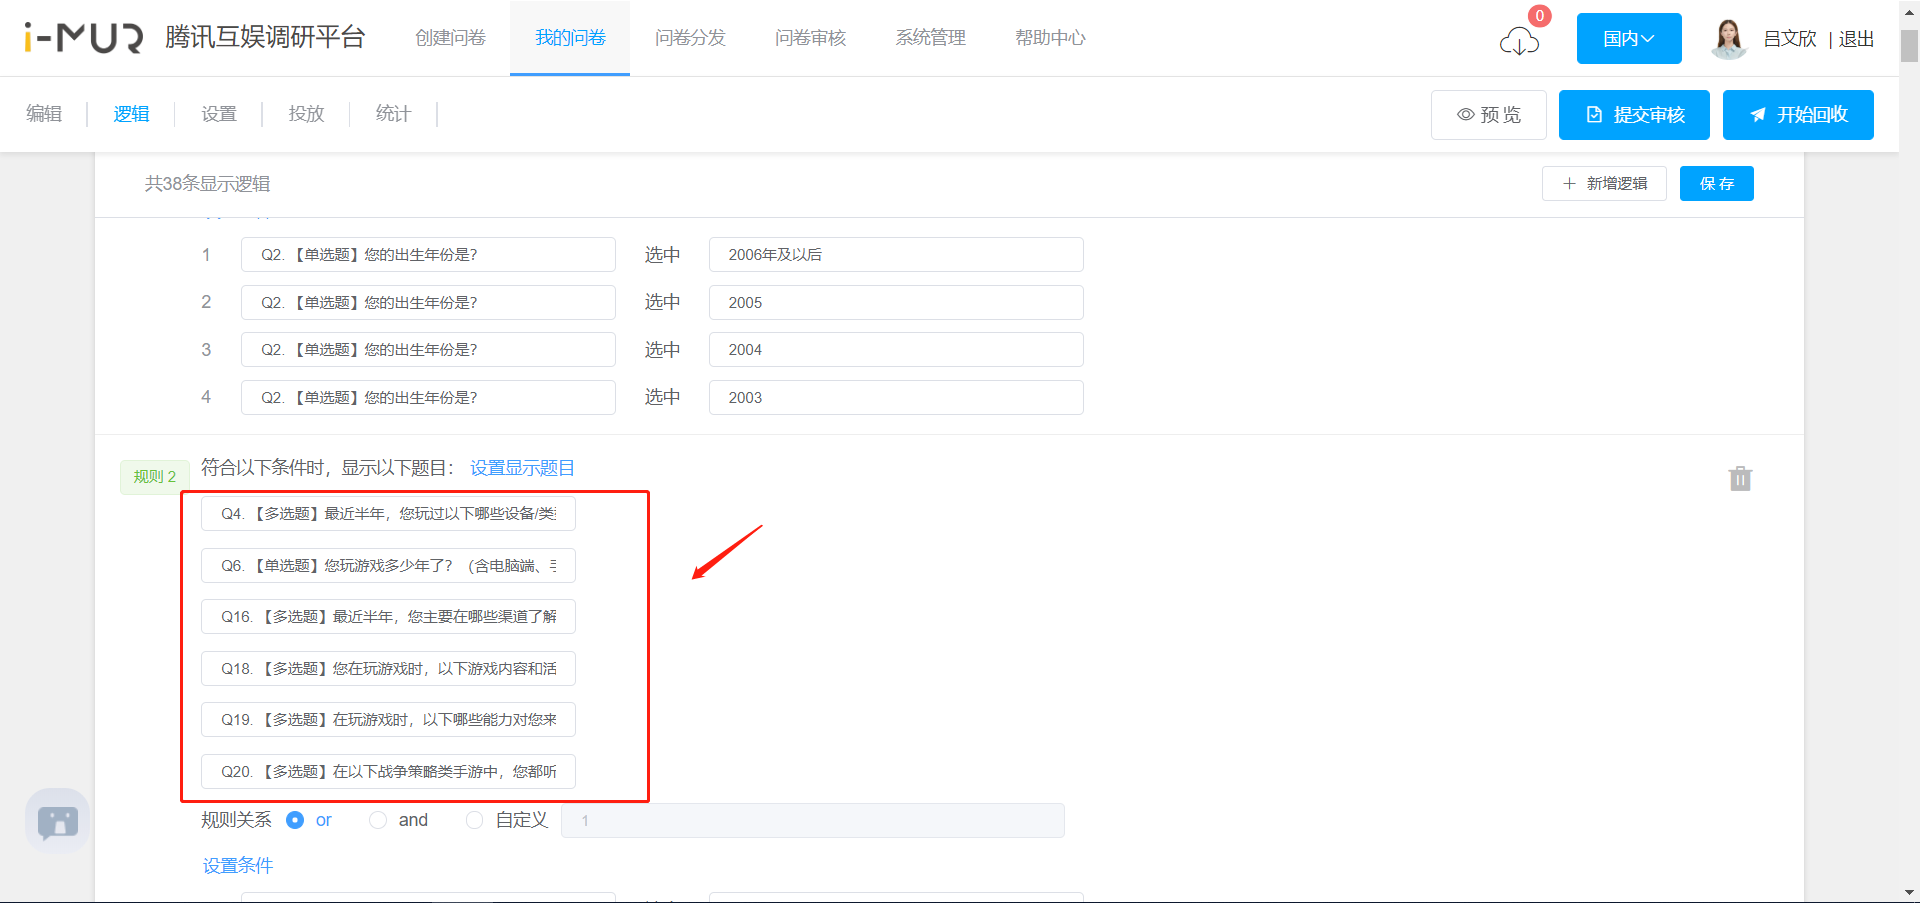 i-MUR 腾讯互娱调研平台 创建问卷 我的问卷 问卷分发 问卷审核 系统管理 帮助中心 0 国内 吕文欣 | 退出
编辑 逻辑 设置 投放 统计 预 览 提交审核 开始回收
共38条显示逻辑 新增逻辑 保 存
1 Q2. 【单选题】您的出生年份是? 选中 2006年及以后
2 Q2. 【单选题】您的出生年份是? 选中 2005
3 Q2. 【单选题】您的出生年份是? 选中 2004
4 Q2. 【单选题】您的出生年份是? 选中 2003
规则 2 符合以下条件时，显示以下题目： 设置显示题目
Q4. 【多选题】最近半年，您玩过以下哪些设备/类
Q6. 【单选题】您玩游戏多少年了？（含电脑端、
Q16. 【多选题】最近半年，您主要在哪些渠道了解
Q18. 【多选题】您在玩游戏时，以下游戏内容和活
Q19. 【多选题】在玩游戏时，以下哪些能力对您来
Q20. 【多选题】在以下战争策略类手游中，您都听
规则关系 or and 自定义 1
设置条件